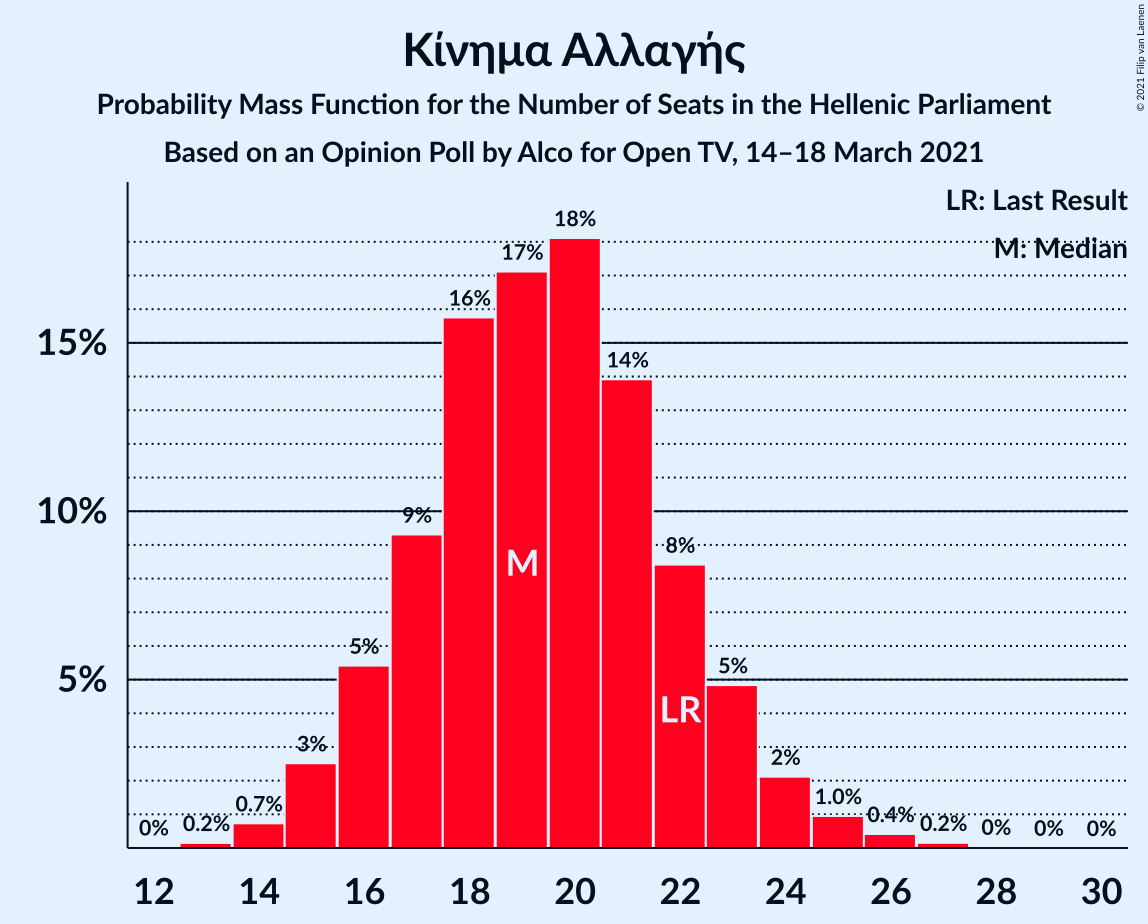 Κίνημα Αλλαγής
Probability Mass Function for the Number of Seats in the Hellenic Parliament
Based on an Opinion Poll by Alco for Open TV, 14–18 March 2021
© 2021 Filip van Laenen
LR: Last Result
M: Median
18%
17%
16%
15%
14%
10%
9%
8%
M
5%
5%
5%
LR
3%
2%
0%
0.2%
0.7%
1.0%
0.4%
0.2%
0%
0%
0%
12 14 16 18 20 22 24 26 28 30